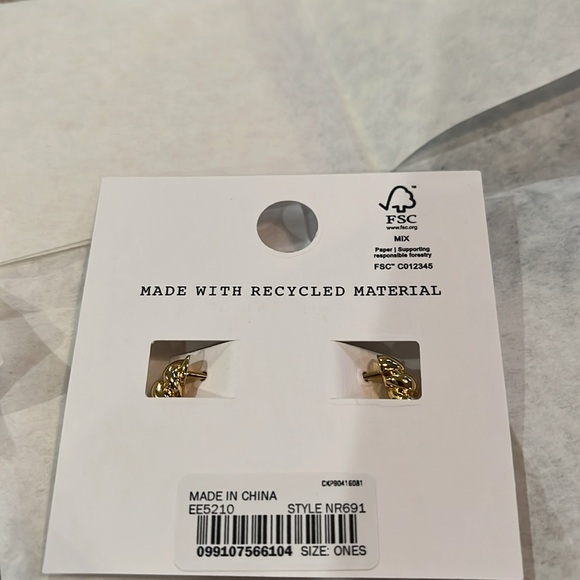 FSC
www.fsc.org
MIX
Paper | Supporting
responsible forestry
FSC™ C012345
MADE WITH RECYCLED MATERIAL
CKPB0416081
MADE IN CHINA
EE5210 STYLE NR691
099107566104 SIZE: ONES